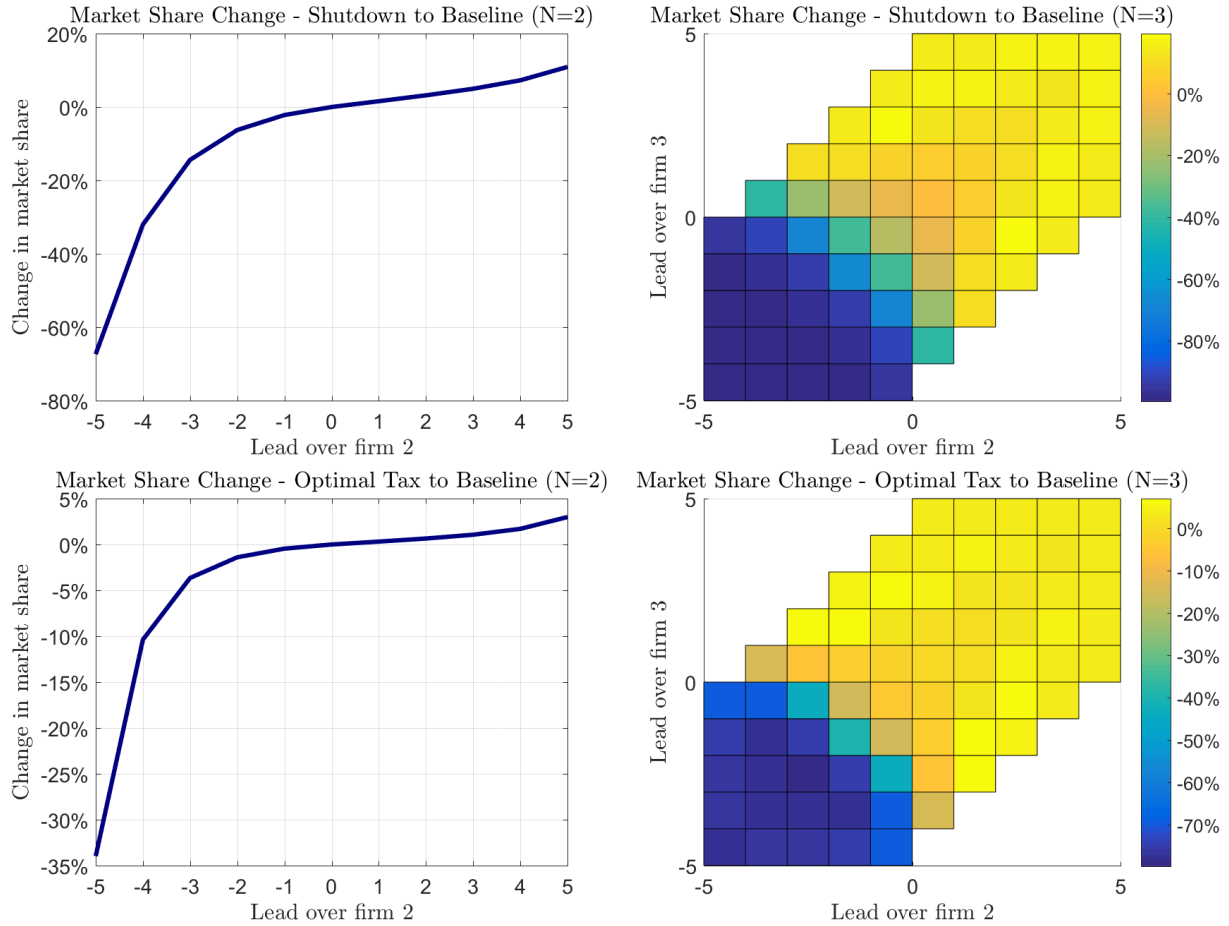 Market Share Change - Shutdown to Baseline (N=2)
20%
0%
-20%
-40%
-60%
-80%
Change in market share
-5 -4 -3 -2 -1 0 1 2 3 4 5
Lead over firm 2
Market Share Change - Shutdown to Baseline (N=3)
5
0
-5
Lead over firm 3
-5 0 5
Lead over firm 2
0%
-20%
-40%
-60%
-80%
Market Share Change - Optimal Tax to Baseline (N=2)
5%
0%
-5%
-10%
-15%
-20%
-25%
-30%
-35%
Change in market share
-5 -4 -3 -2 -1 0 1 2 3 4 5
Lead over firm 2
Market Share Change - Optimal Tax to Baseline (N=3)
5
0
-5
Lead over firm 3
-5 0 5
Lead over firm 2
0%
-10%
-20%
-30%
-40%
-50%
-60%
-70%